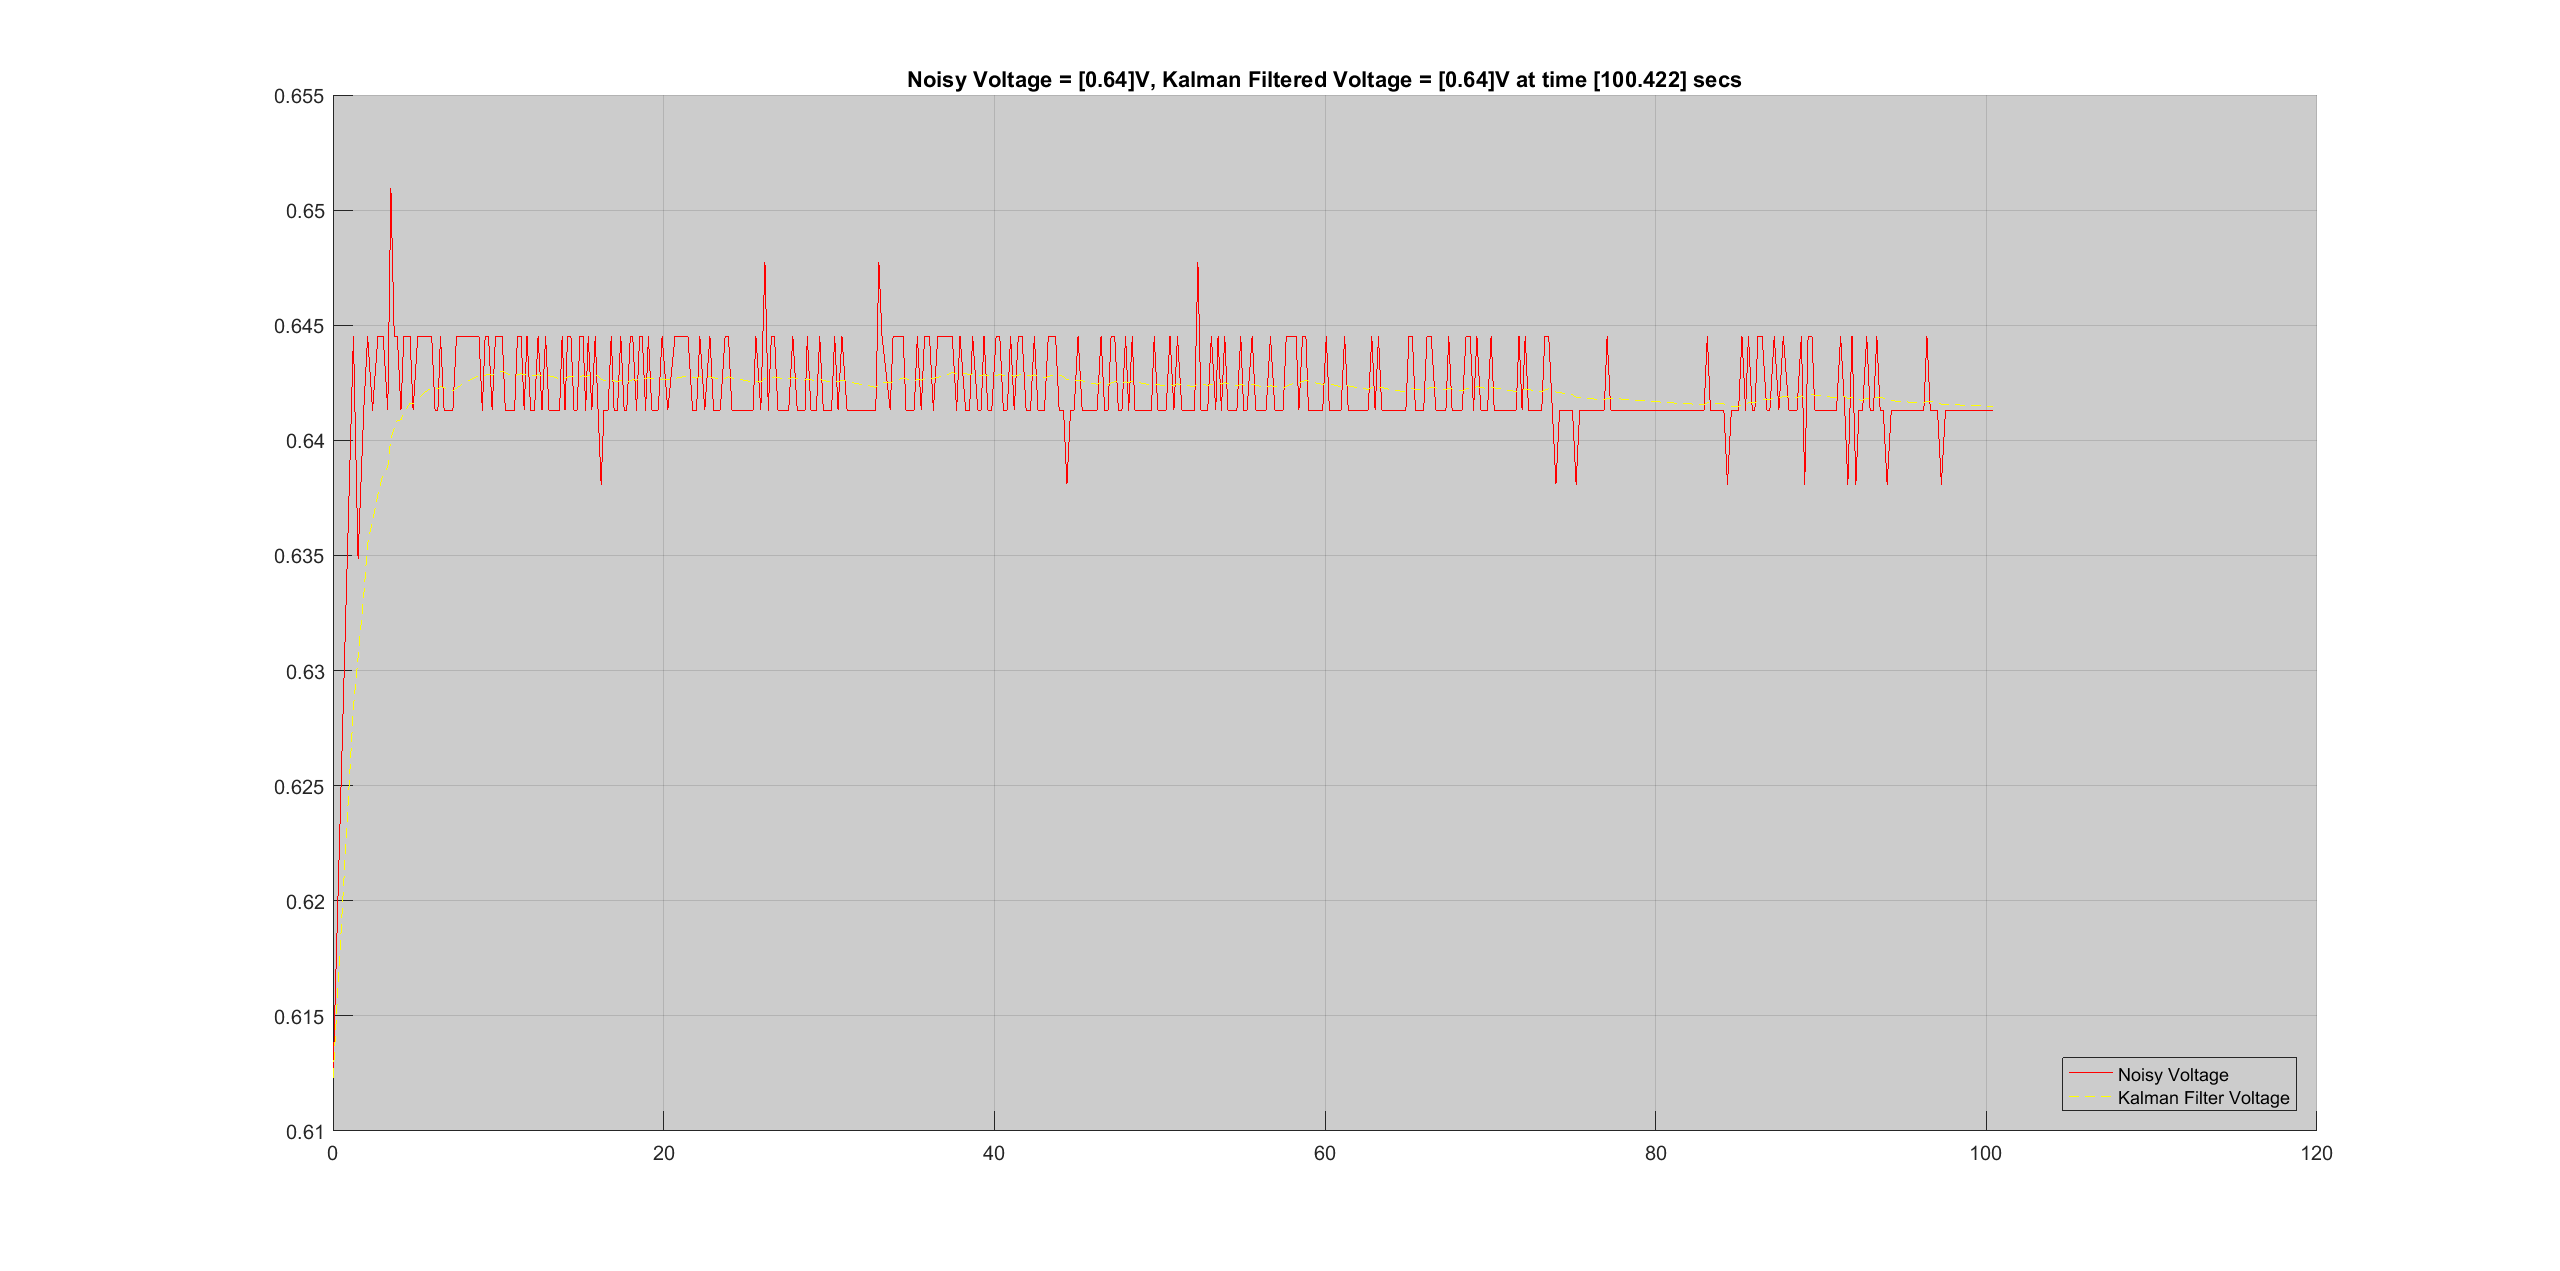 Noisy Voltage = [0.64]V, Kalman Filtered Voltage = [0.64]V at time [100.422] secs
0.655
0.65
0.645
0.64
0.635
0.63
0.625
0.62
0.615
0.61
0 20 40 60 80 100 120
Noisy Voltage
Kalman Filter Voltage